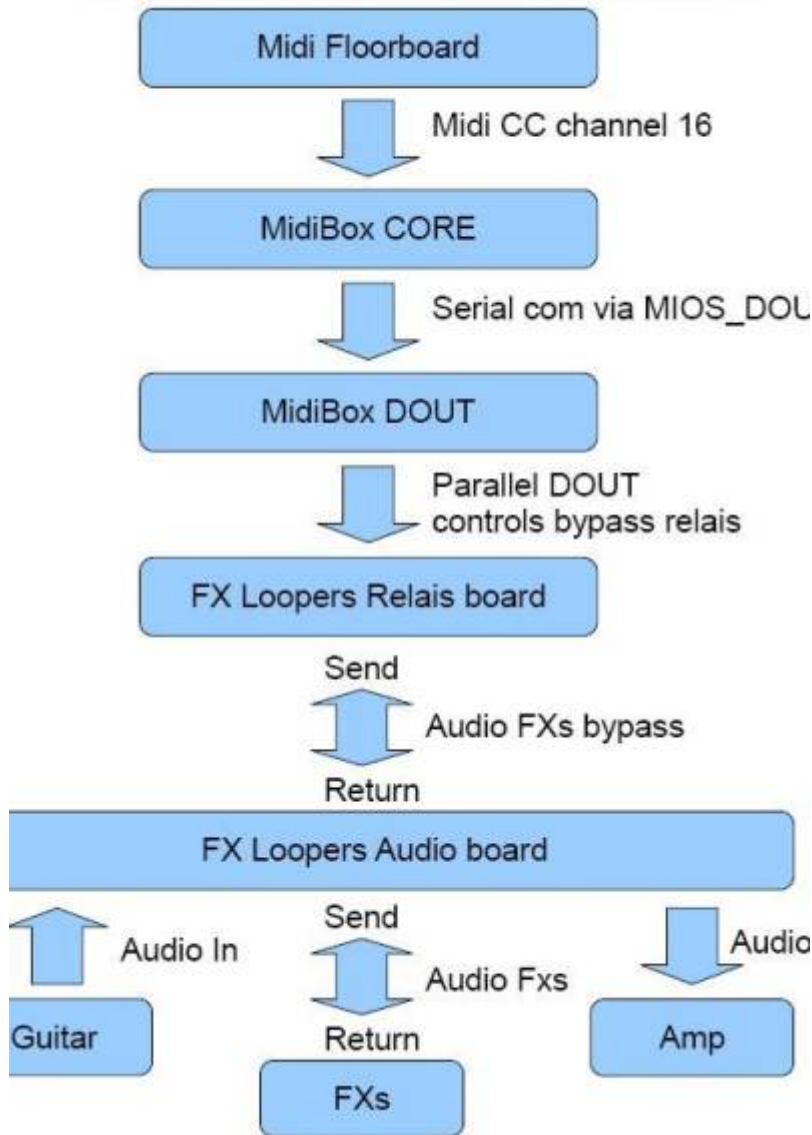 Midi Floorboard
Midi CC channel 16
MidiBox CORE
Serial com via MIOS_DOU
MidiBox DOUT
Parallel DOUT
controls bypass relais
FX Loopers Relais board
Send
Audio FXs bypass
Return
FX Loopers Audio board
Send
Audio In
Audio Fxs
Audio
Guitar
Return
Amp
FXs